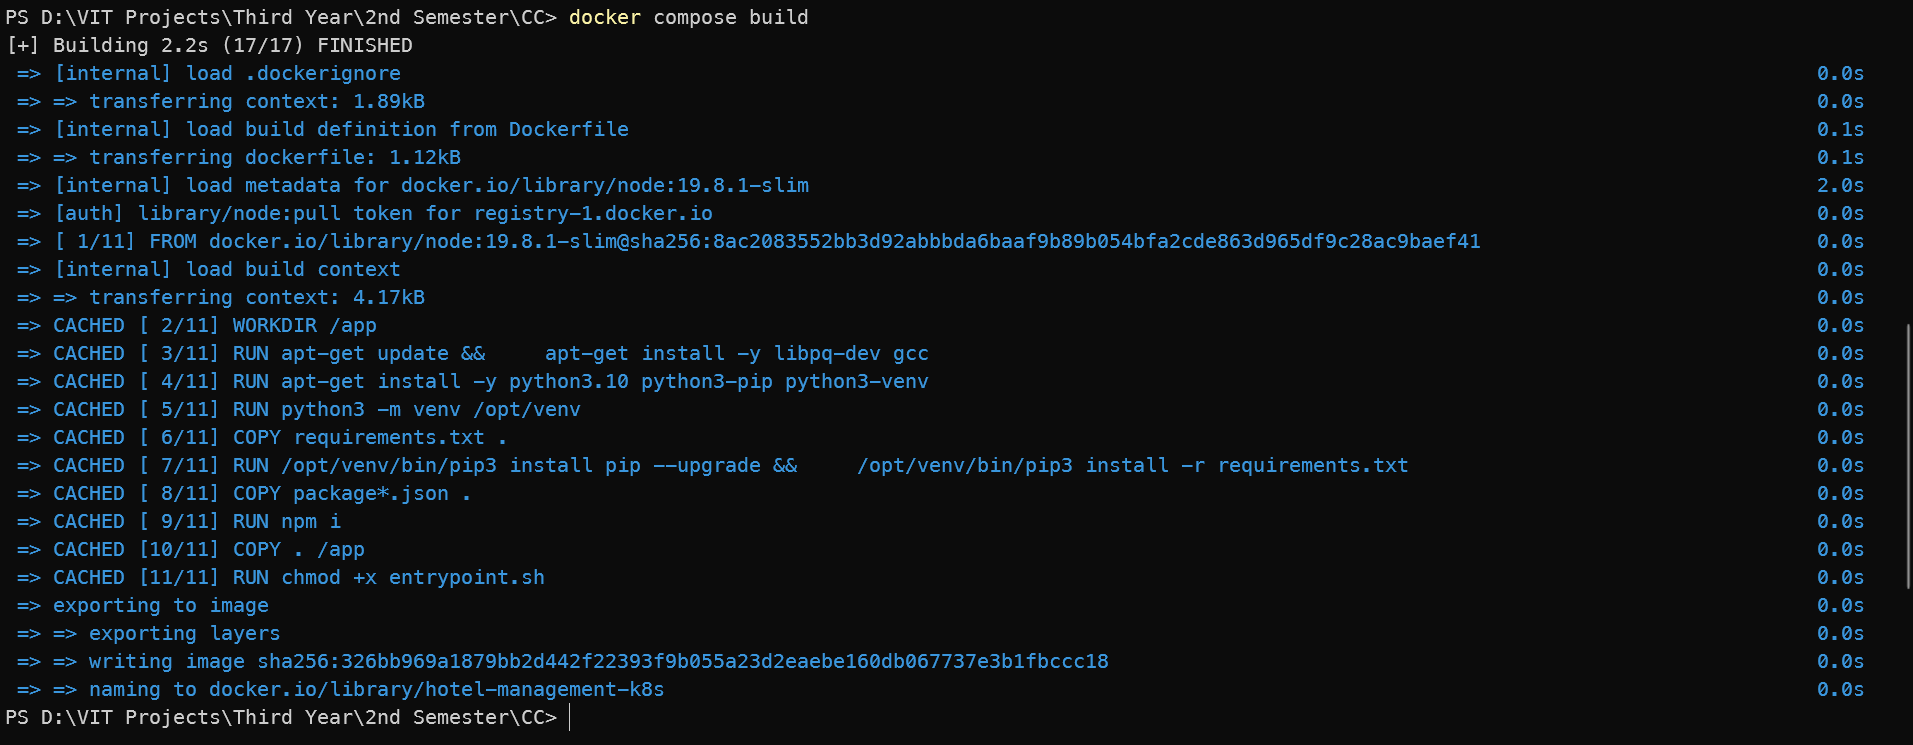 PS D:\VIT Projects\Third Year\2nd Semester\CC> docker compose build
[+] Building 2.2s (17/17) FINISHED
=> [internal] load .dockerignore 0.0s
=> => transferring context: 1.89kB 0.0s
=> [internal] load build definition from Dockerfile 0.1s
=> => transferring dockerfile: 1.12kB 0.1s
=> [internal] load metadata for docker.io/library/node:19.8.1-slim 2.0s
=> [auth] library/node:pull token for registry-1.docker.io 0.0s
=> [ 1/11] FROM docker.io/library/node:19.8.1-slim@sha256:8ac2083552bb3d92abbbda6baaf9b89b054bfa2cde863d965df9c28ac9baef41 0.0s
=> [internal] load build context 0.0s
=> => transferring context: 4.17kB 0.0s
=> CACHED [ 2/11] WORKDIR /app 0.0s
=> CACHED [ 3/11] RUN apt-get update &&     apt-get install -y libpq-dev gcc 0.0s
=> CACHED [ 4/11] RUN apt-get install -y python3.10 python3-pip python3-venv 0.0s
=> CACHED [ 5/11] RUN python3 -m venv /opt/venv 0.0s
=> CACHED [ 6/11] COPY requirements.txt . 0.0s
=> CACHED [ 7/11] RUN /opt/venv/bin/pip3 install pip --upgrade &&     /opt/venv/bin/pip3 install -r requirements.txt 0.0s
=> CACHED [ 8/11] COPY package*.json . 0.0s
=> CACHED [ 9/11] RUN npm i 0.0s
=> CACHED [10/11] COPY . /app 0.0s
=> CACHED [11/11] RUN chmod +x entrypoint.sh 0.0s
=> exporting to image 0.0s
=> => exporting layers 0.0s
=> => writing image sha256:326bb969a1879bb2d442f22393f9b055a23d2eaebe160db067737e3b1fbccc18 0.0s
=> => naming to docker.io/library/hotel-management-k8s 0.0s
PS D:\VIT Projects\Third Year\2nd Semester\CC>